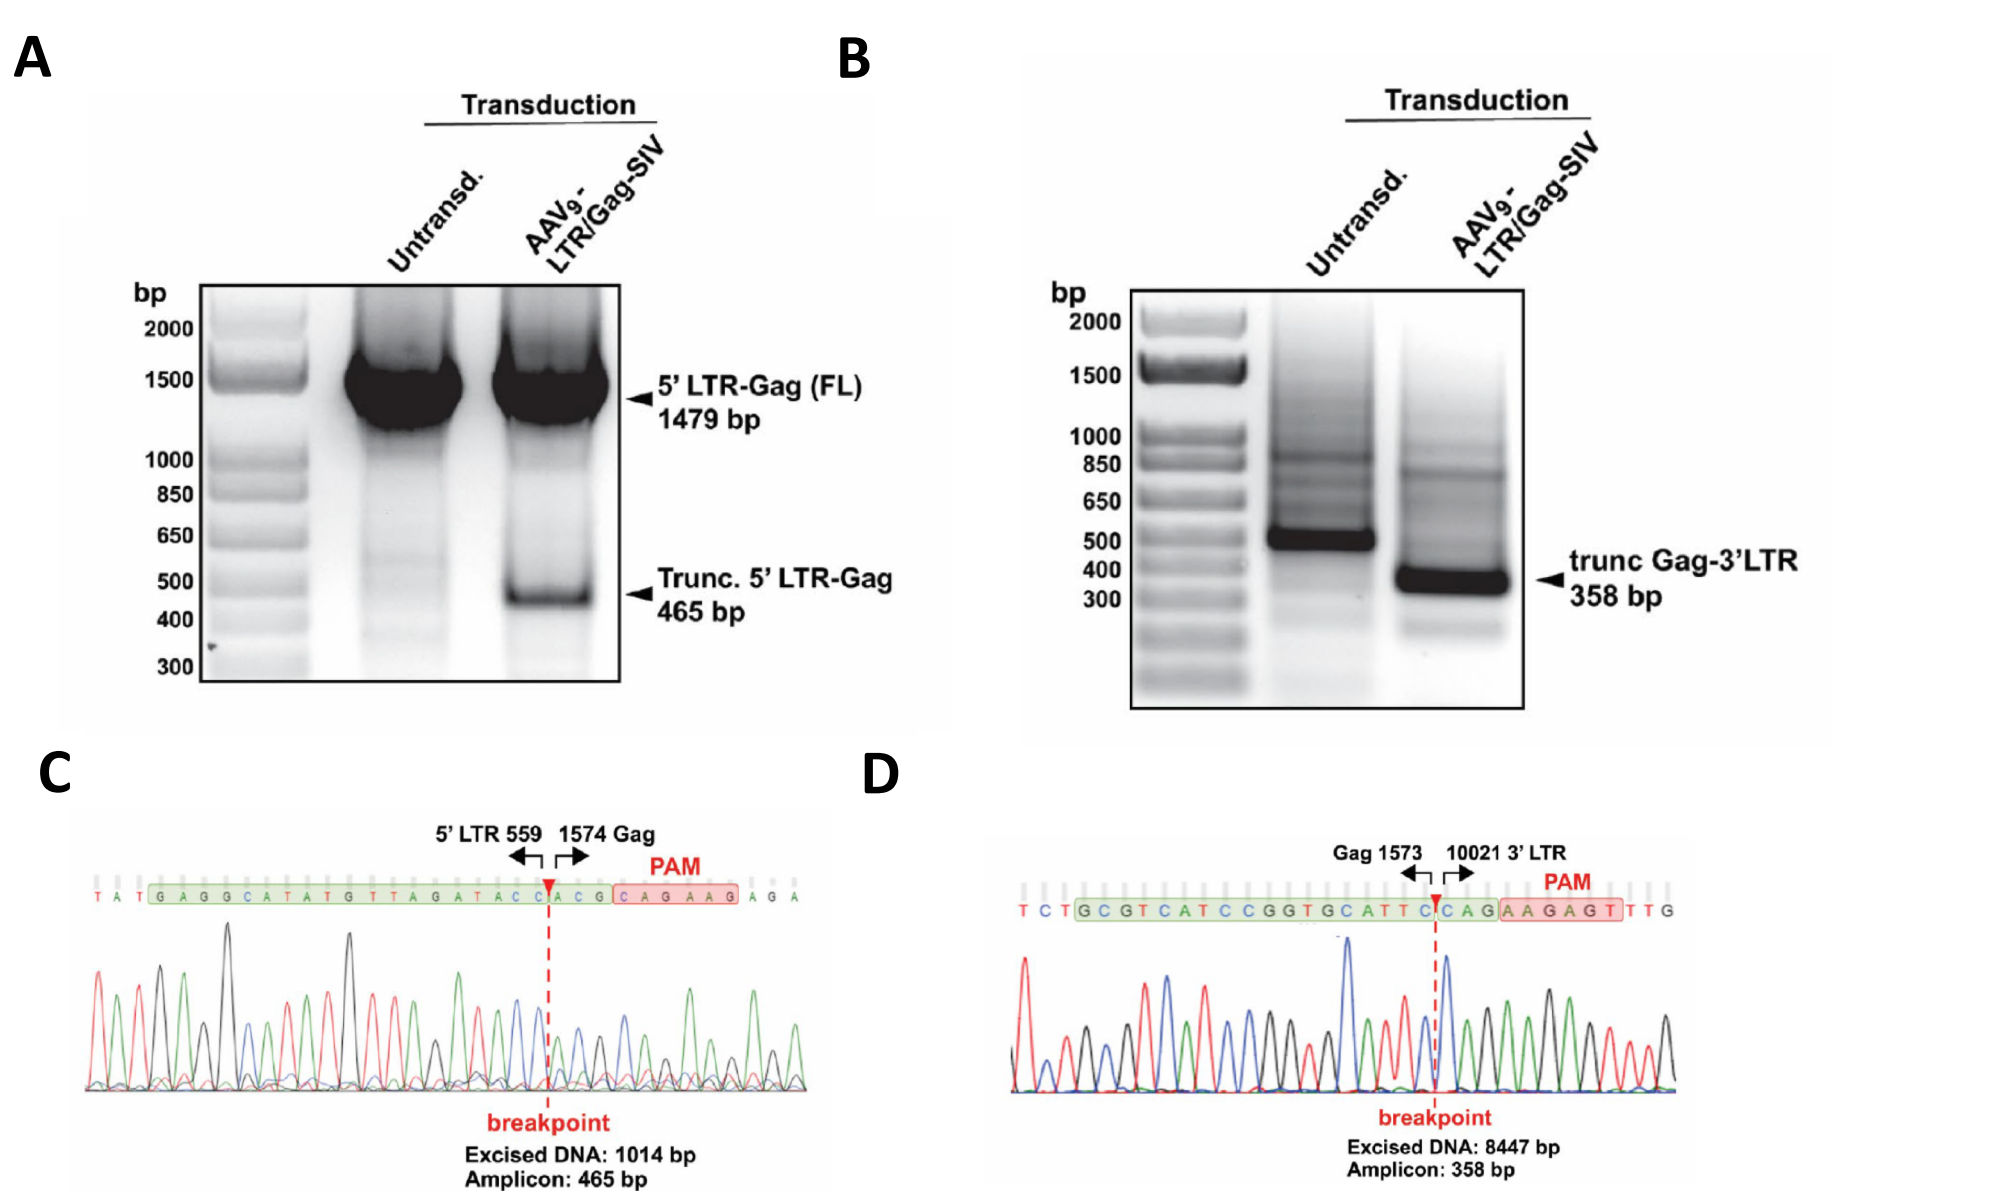 A
Transduction
Untransd.
AAV9-
LTR/Gag-SIV
bp
2000
1500
1000
850
650
500
400
300
5' LTR-Gag (FL)
1479 bp
Trunc. 5' LTR-Gag
465 bp
B
Transduction
Untransd.
AAV9-
LTR/Gag-SIV
bp
2000
1500
1000
850
650
500
400
300
trunc Gag-3'LTR
358 bp
C
5' LTR 559 1574 Gag
PAM
T A T G A G G C A T A T G T T A G A T A C C A C G C A G A A G A G A
breakpoint
Excised DNA: 1014 bp
Amplicon: 465 bp
D
Gag 1573 10021 3' LTR
PAM
T C T G C G T C A T C C G G T G C A T T C C A G A A G A G T T T G
breakpoint
Excised DNA: 8447 bp
Amplicon: 358 bp